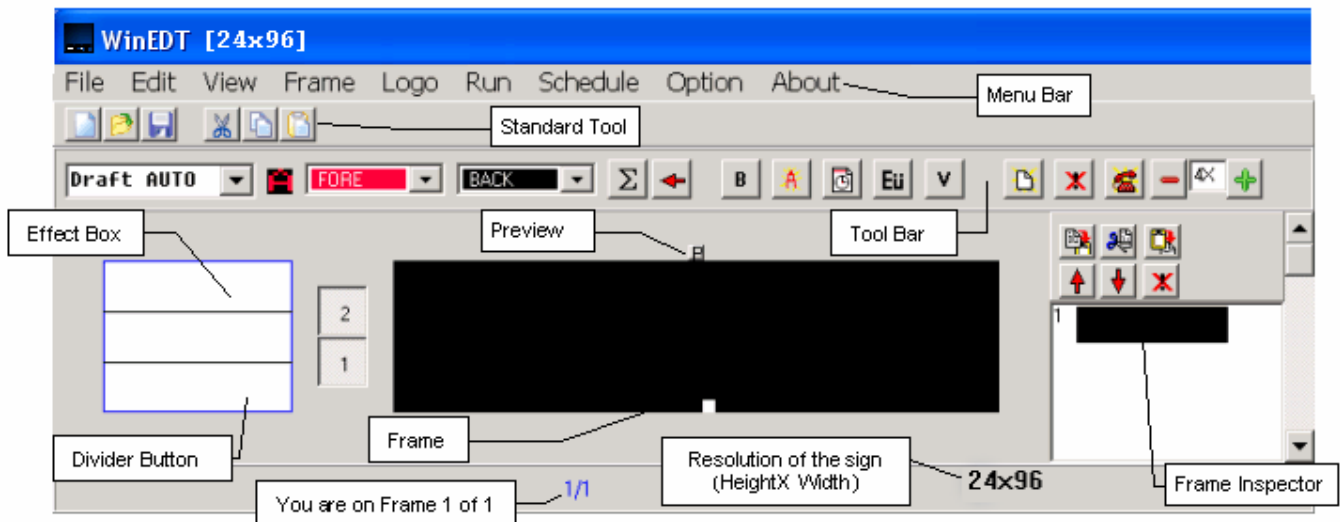 WinEDT [24x96]
File Edit View Frame Logo Run Schedule Option About
Menu Bar
Standard Tool
Draft AUTO FORE BACK Σ B A Eü V 4X
Effect Box
Preview
Tool Bar
2
1
1
Divider Button
Frame
Resolution of the sign
(HeightX Width)
24x96
Frame Inspector
You are on Frame 1 of 1
1/1